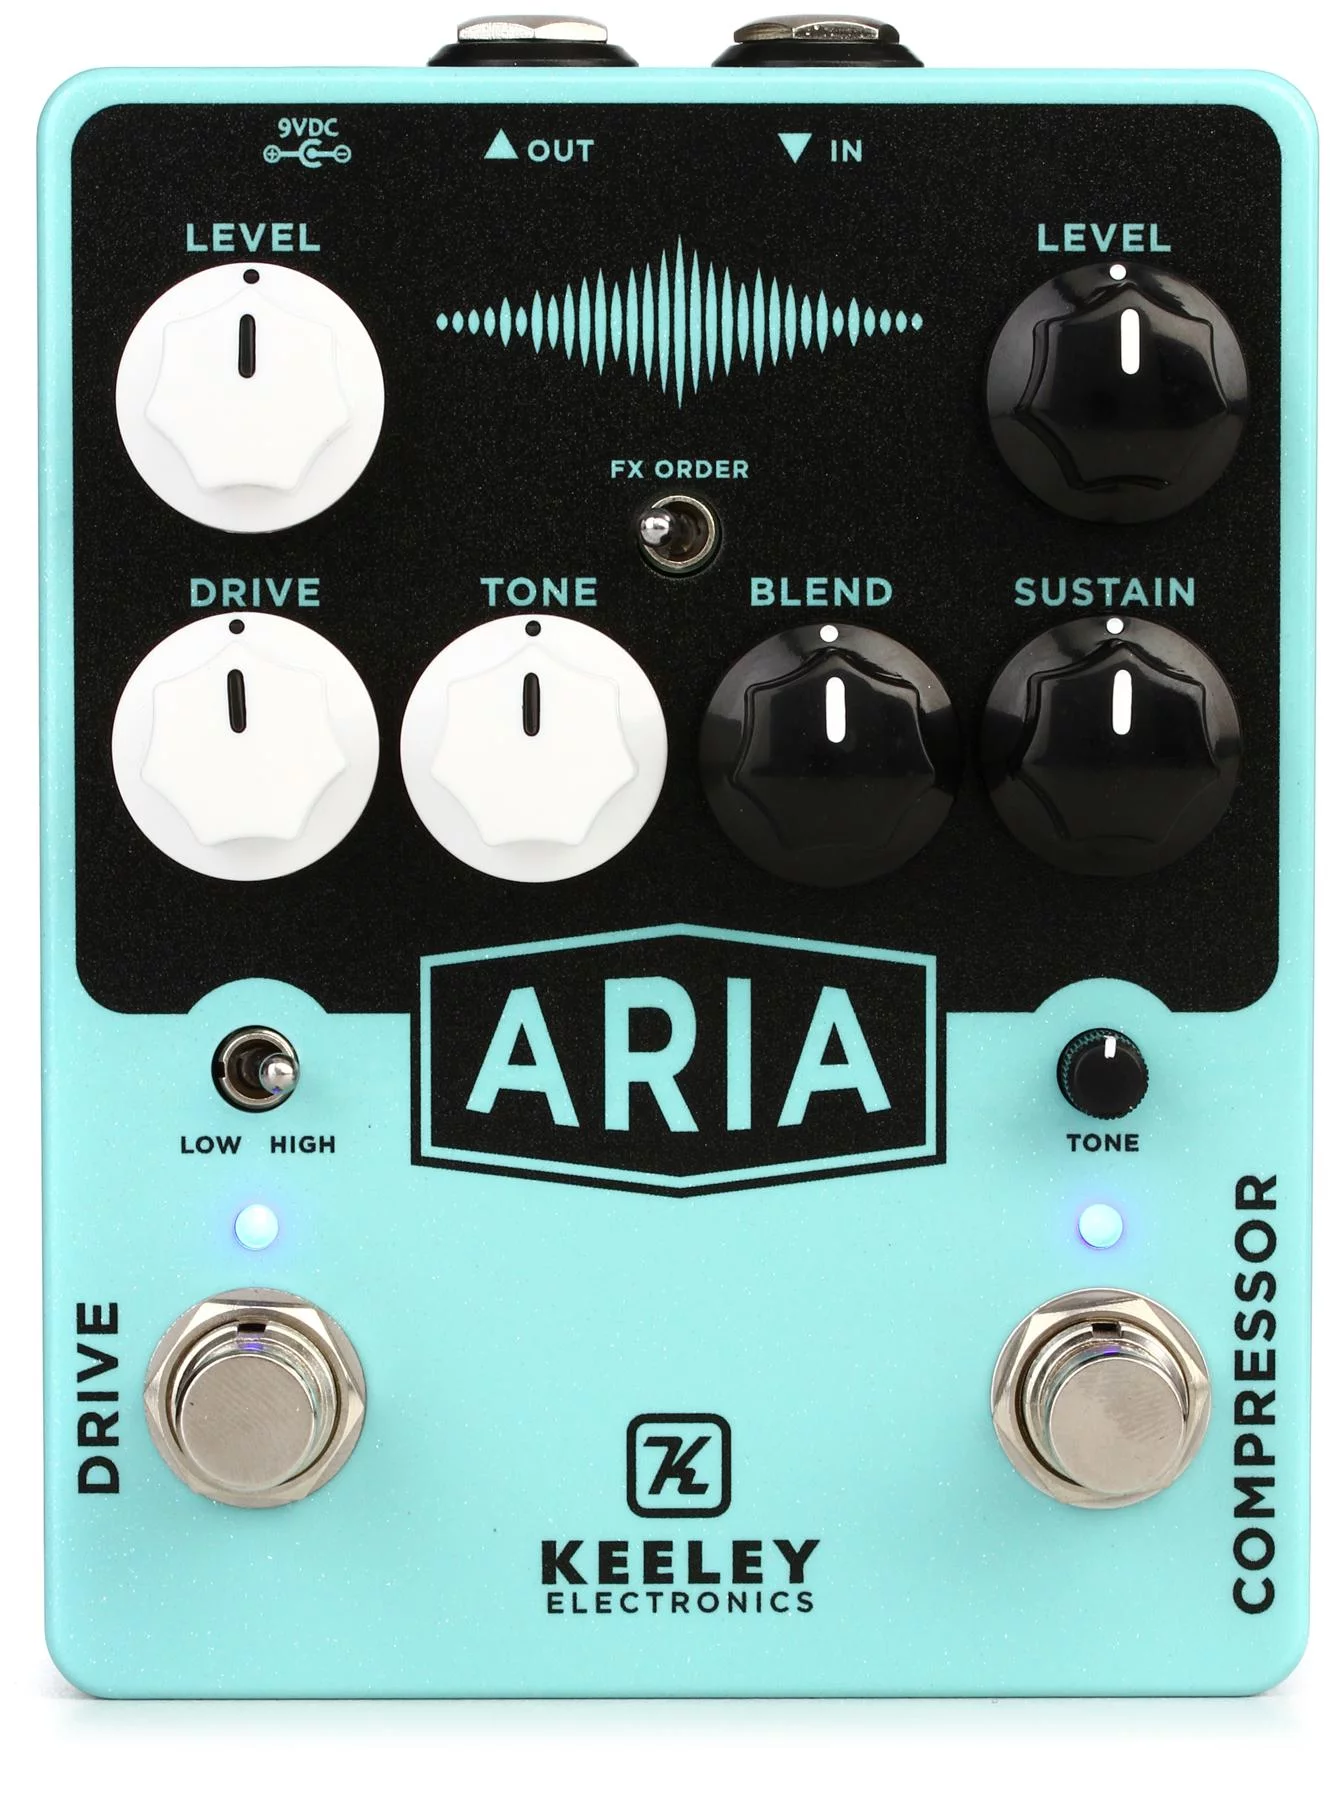 9VDC
OUT
IN
LEVEL
LEVEL
FX ORDER
DRIVE
TONE
BLEND
SUSTAIN
ARIA
LOW HIGH
TONE
DRIVE
COMPRESSOR
K
KEELEY
ELECTRONICS